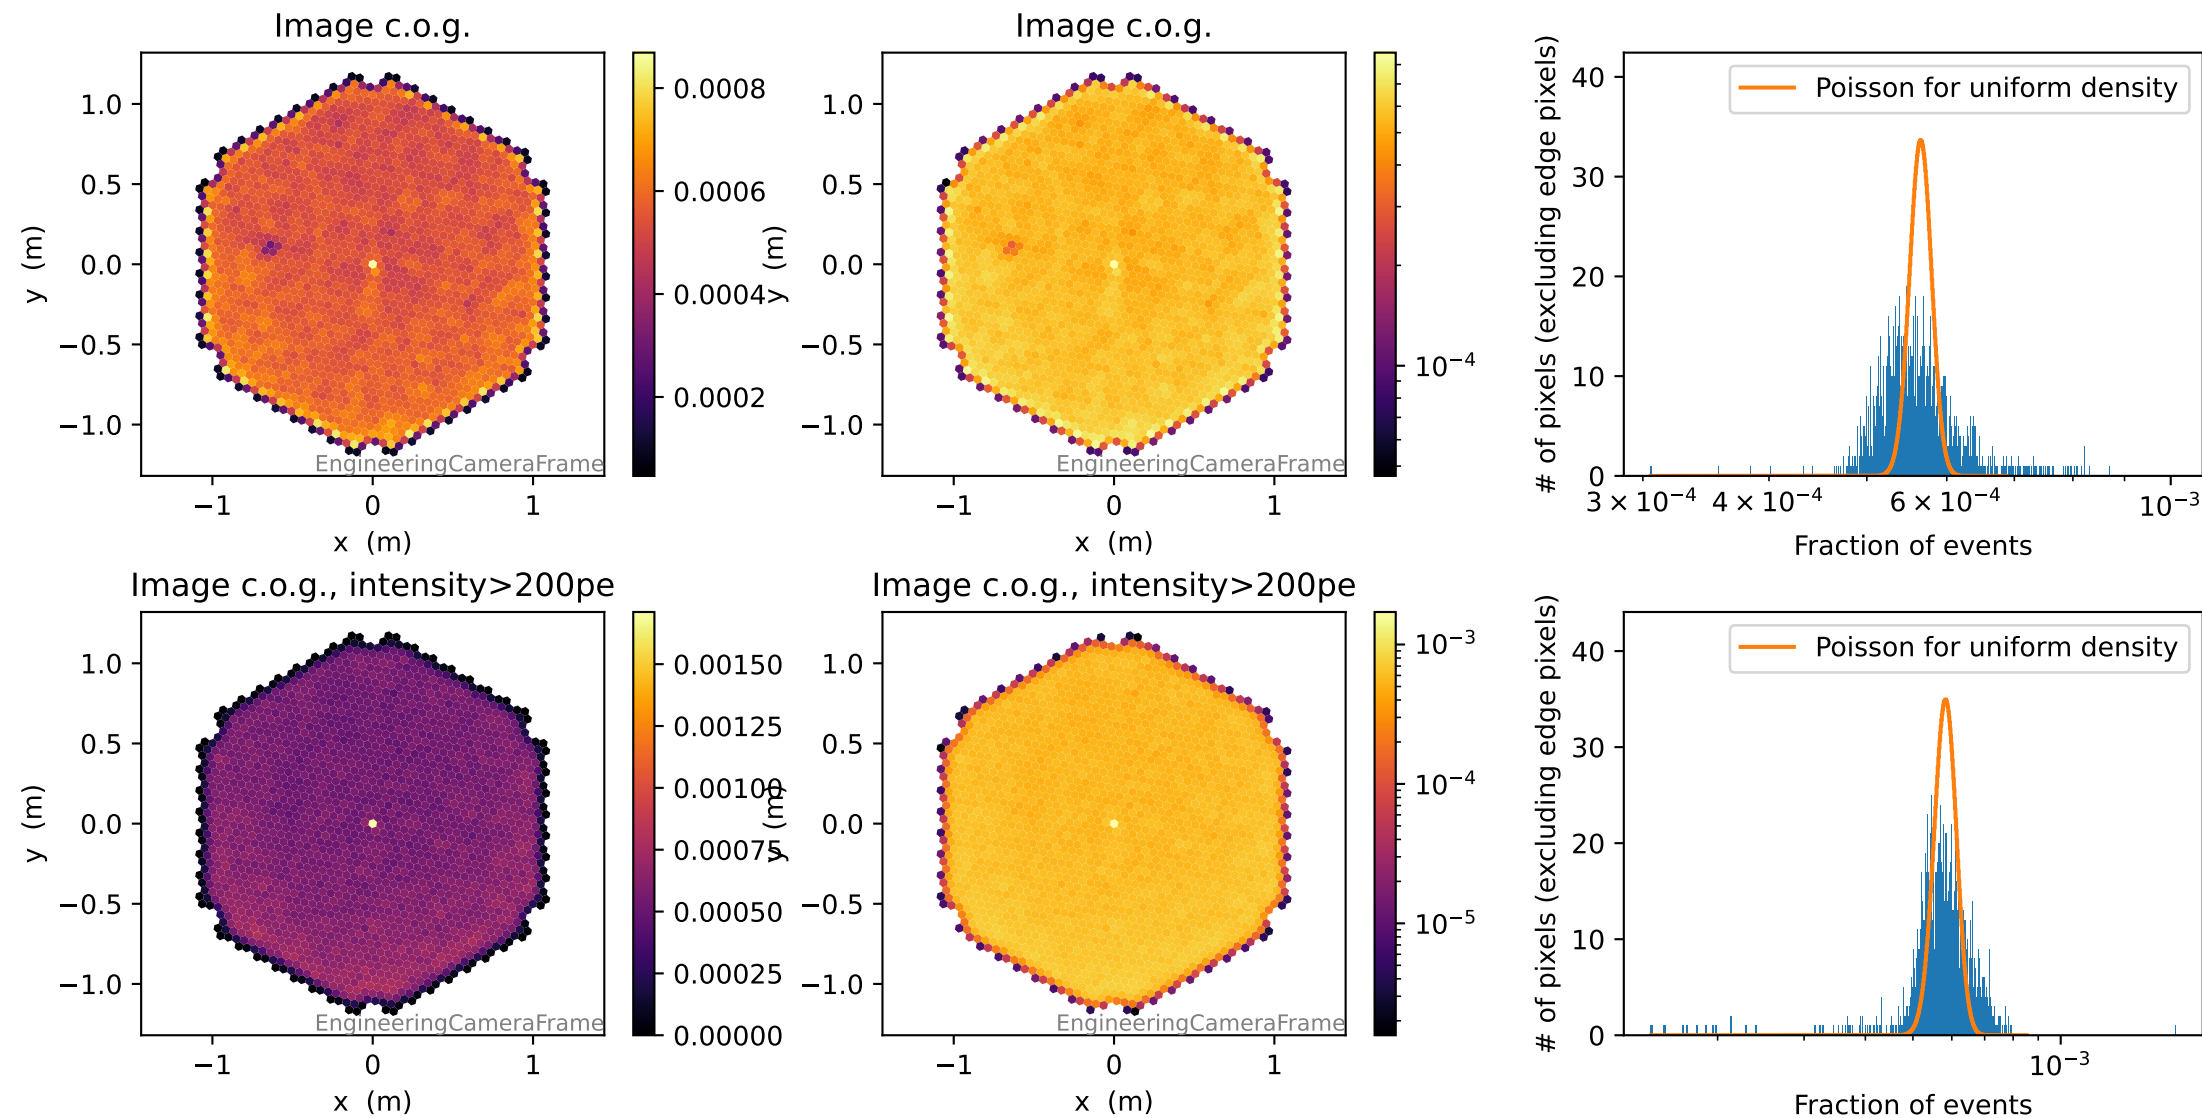 Image c.o.g.
y (m)
1.0
0.5
0.0
−0.5
−1.0
−1
0
1
x (m)
EngineeringCameraFrame
0.0008
0.0006
0.0004
0.0002
Image c.o.g.
y (m)
1.0
0.5
0.0
−0.5
−1.0
−1
0
1
x (m)
EngineeringCameraFrame
10⁻⁴
# of pixels (excluding edge pixels)
40
30
20
10
0
Poisson for uniform density
3 × 10⁻⁴
4 × 10⁻⁴
6 × 10⁻⁴
10⁻³
Fraction of events
Image c.o.g., intensity>200pe
y (m)
1.0
0.5
0.0
−0.5
−1.0
−1
0
1
x (m)
EngineeringCameraFrame
0.00150
0.00125
0.00100
0.00075
0.00050
0.00025
0.00000
Image c.o.g., intensity>200pe
y (m)
1.0
0.5
0.0
−0.5
−1.0
−1
0
1
x (m)
EngineeringCameraFrame
10⁻³
10⁻⁴
10⁻⁵
# of pixels (excluding edge pixels)
40
30
20
10
0
Poisson for uniform density
10⁻³
Fraction of events